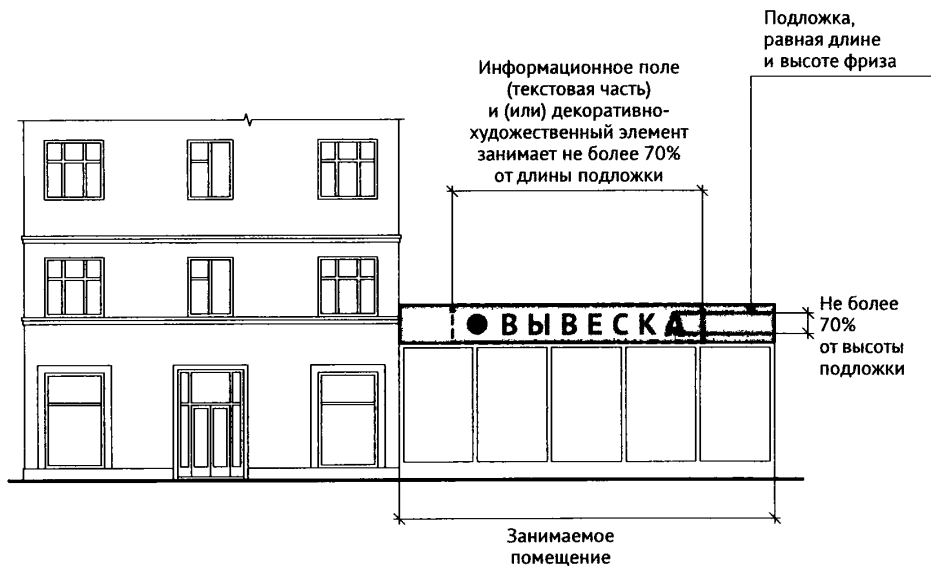 Подложка,
равная длине
и высоте фриза
Информационное поле
(текстовая часть)
и (или) декоративно-
художественный элемент
занимает не более 70%
от длины подложки
ВЫВЕСКА
Не более
70%
от высоты
подложки
Занимаемое
помещение